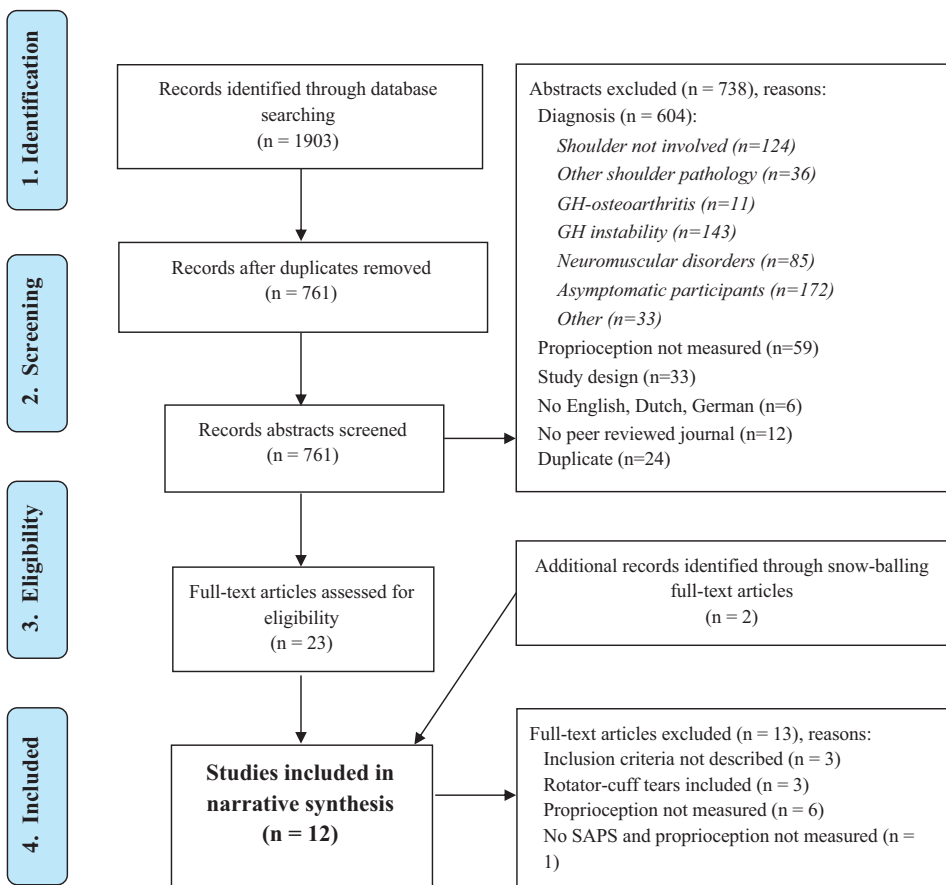 1. Identification
Records identified through database
searching
(n = 1903)
Abstracts excluded (n = 738), reasons:
Diagnosis (n = 604):
Shoulder not involved (n=124)
Other shoulder pathology (n=36)
GH-osteoarthritis (n=11)
GH instability (n=143)
Neuromuscular disorders (n=85)
Asymptomatic participants (n=172)
Other (n=33)
Proprioception not measured (n=59)
Study design (n=33)
No English, Dutch, German (n=6)
No peer reviewed journal (n=12)
Duplicate (n=24)
2. Screening
Records after duplicates removed
(n = 761)
Records abstracts screened
(n = 761)
3. Eligibility
Full-text articles assessed for
eligibility
(n = 23)
Additional records identified through snow-balling
full-text articles
(n = 2)
4. Included
Studies included in
narrative synthesis
(n = 12)
Full-text articles excluded (n = 13), reasons:
Inclusion criteria not described (n = 3)
Rotator-cuff tears included (n = 3)
Proprioception not measured (n = 6)
No SAPS and proprioception not measured (n =
1)